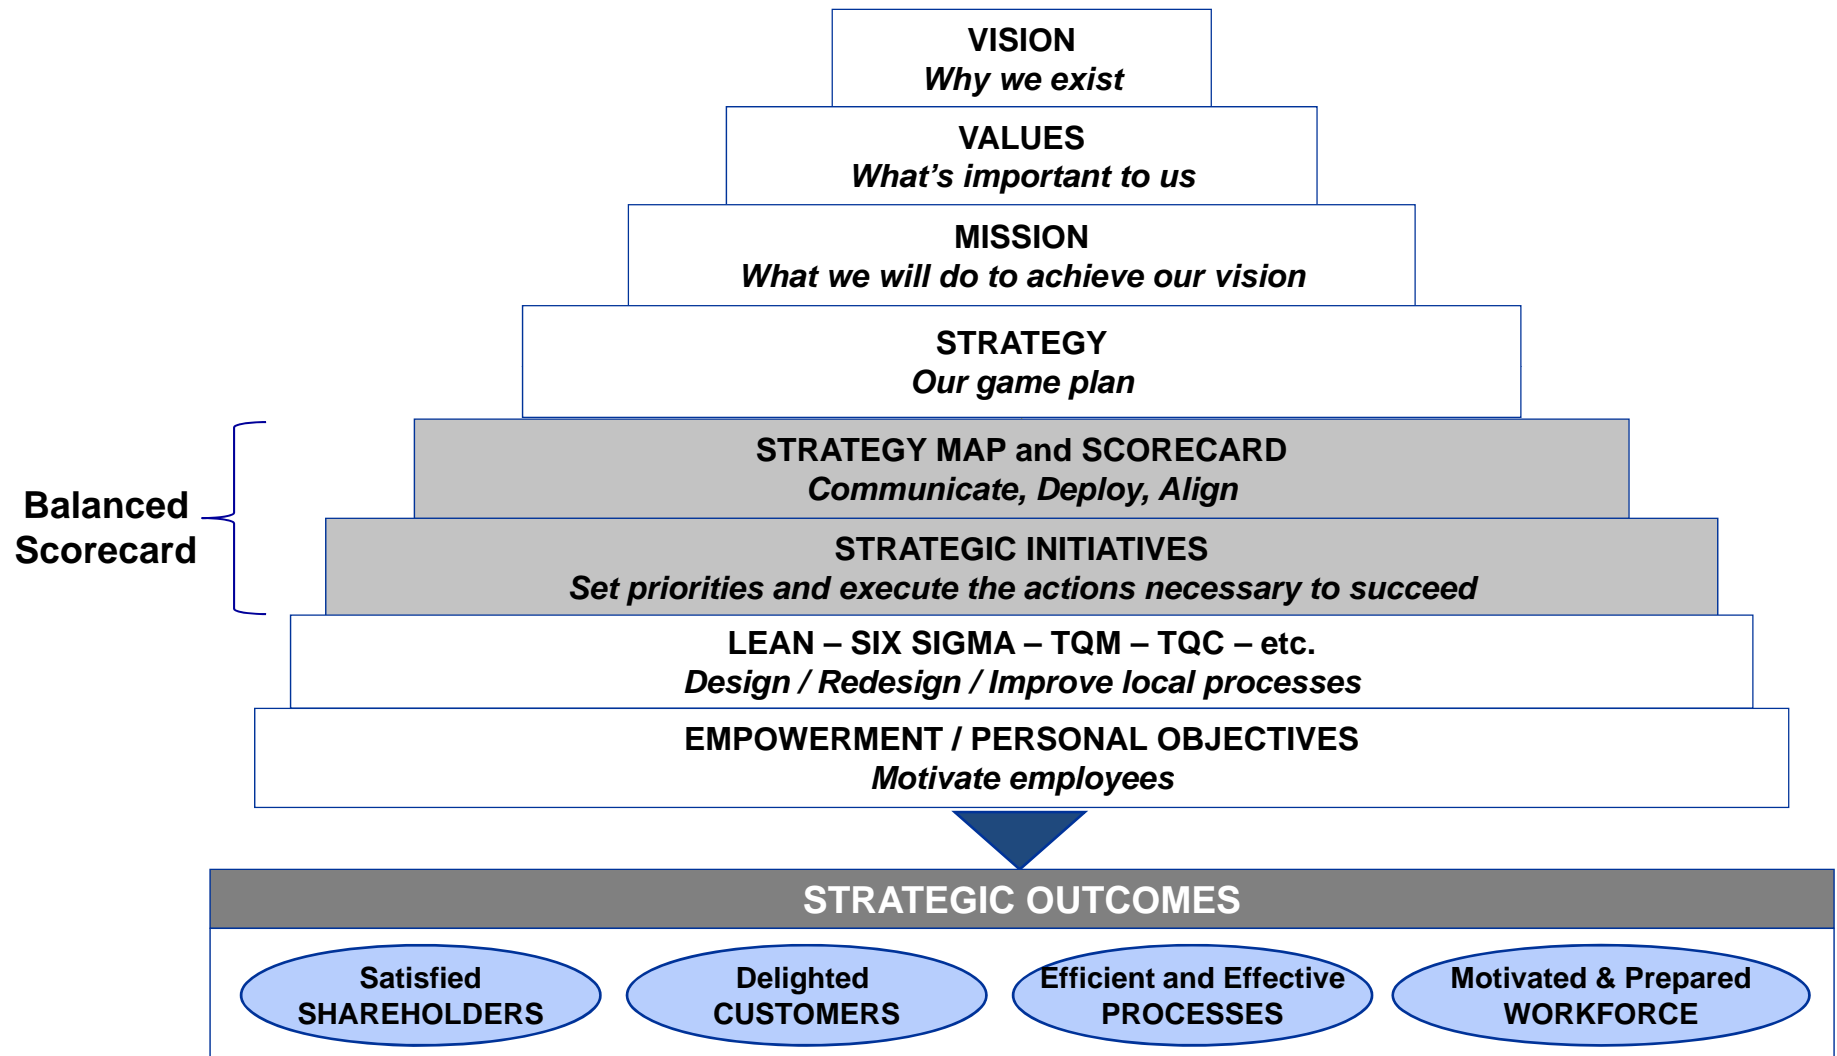 VISION
Why we exist
VALUES
What’s important to us
MISSION
What we will do to achieve our vision
STRATEGY
Our game plan
STRATEGY MAP and SCORECARD
Communicate, Deploy, Align
Balanced
Scorecard
STRATEGIC INITIATIVES
Set priorities and execute the actions necessary to succeed
LEAN – SIX SIGMA – TQM – TQC – etc.
Design / Redesign / Improve local processes
EMPOWERMENT / PERSONAL OBJECTIVES
Motivate employees
STRATEGIC OUTCOMES
Satisfied
SHAREHOLDERS
Delighted
CUSTOMERS
Efficient and Effective
PROCESSES
Motivated & Prepared
WORKFORCE